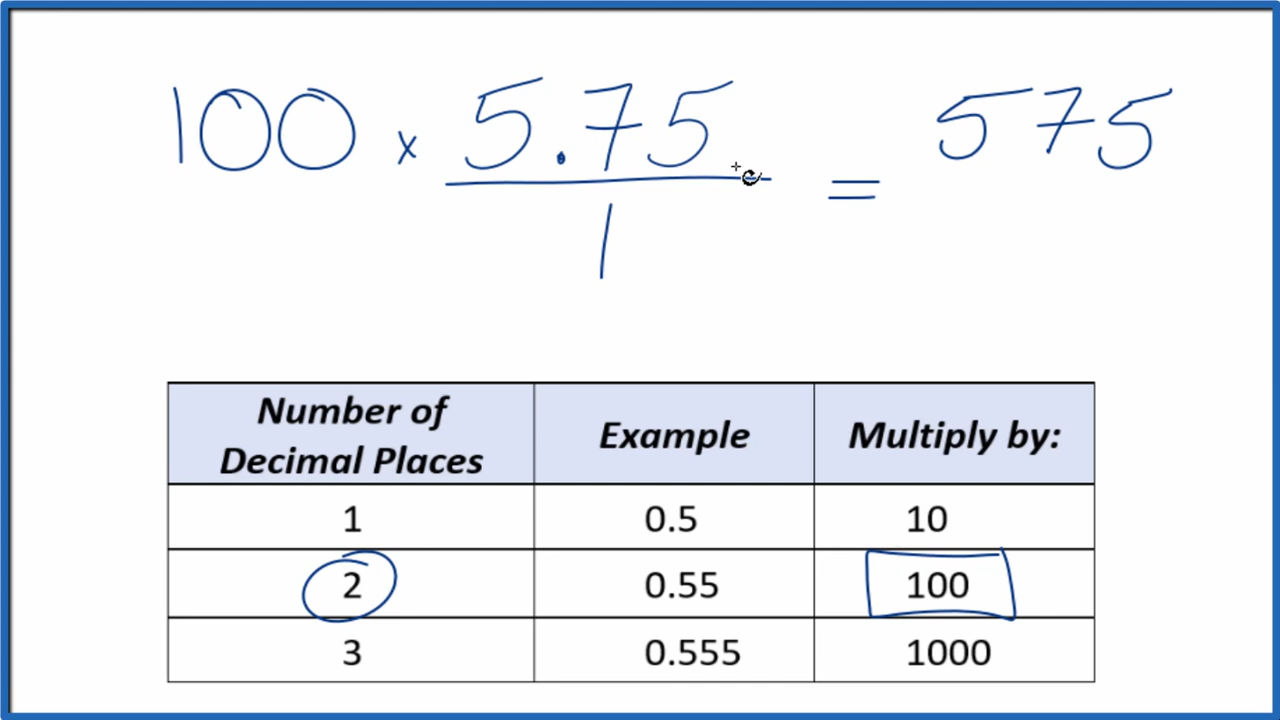 100 × 5.75 = 575
1
Number of Decimal Places Example Multiply by:
1 0.5 10
2 0.55 100
3 0.555 1000